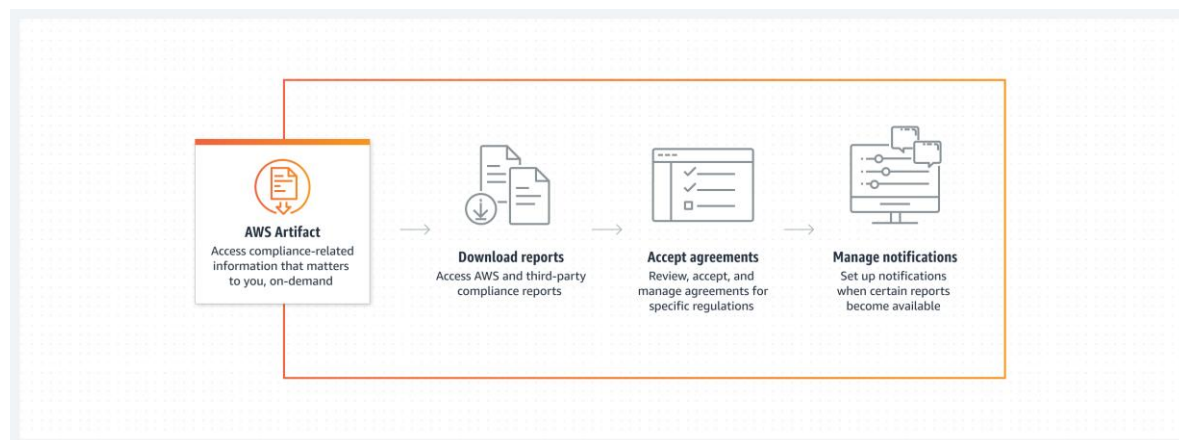 AWS Artifact
Access compliance-related
information that matters
to you, on-demand
Download reports
Access AWS and third-party
compliance reports
Accept agreements
Review, accept, and
manage agreements for
specific regulations
Manage notifications
Set up notifications
when certain reports
become available